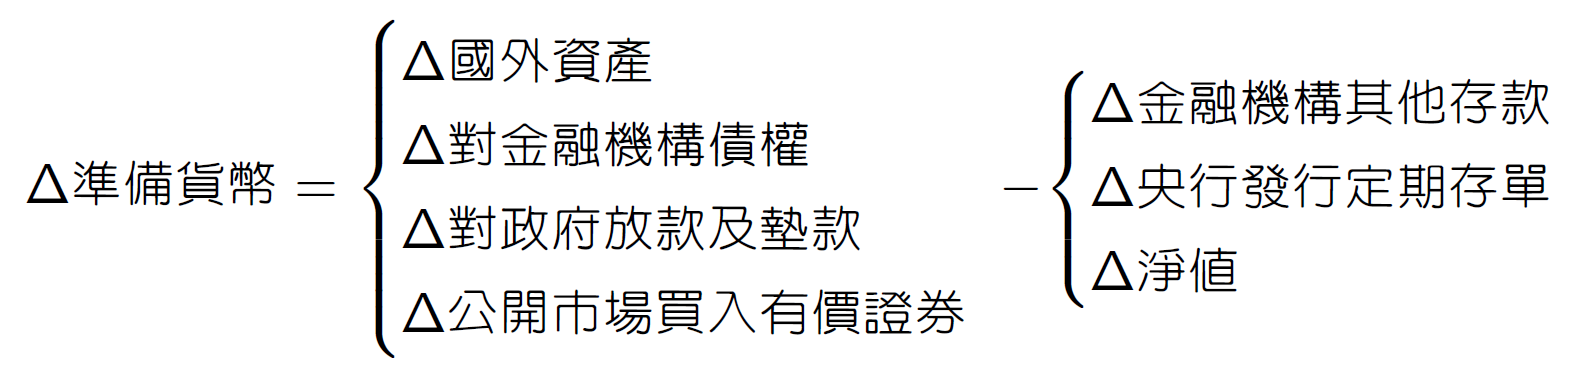 Δ準備貨幣 =
Δ國外資產
Δ對金融機構債權
Δ對政府放款及墊款
Δ公開市場買入有價證券
−
Δ金融機構其他存款
Δ央行發行定期存單
Δ淨值